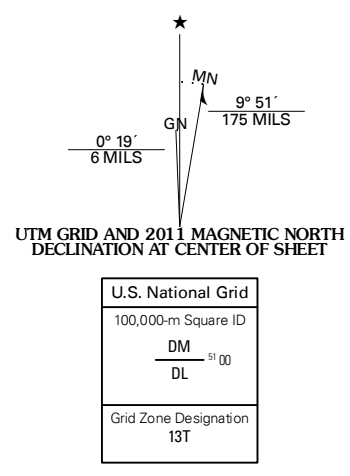 ★
MN
GN
9° 51´
175 MILS
0° 19´
6 MILS
UTM GRID AND 2011 MAGNETIC NORTH
DECLINATION AT CENTER OF SHEET
U.S. National Grid
100,000-m Square ID
DM
51 00
DL
Grid Zone Designation
13T